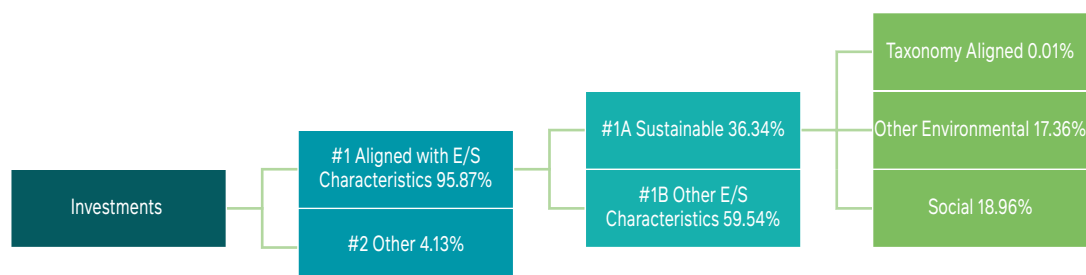 Investments
#1 Aligned with E/S
Characteristics 95.87%
#2 Other 4.13%
#1A Sustainable 36.34%
#1B Other E/S
Characteristics 59.54%
Taxonomy Aligned 0.01%
Other Environmental 17.36%
Social 18.96%